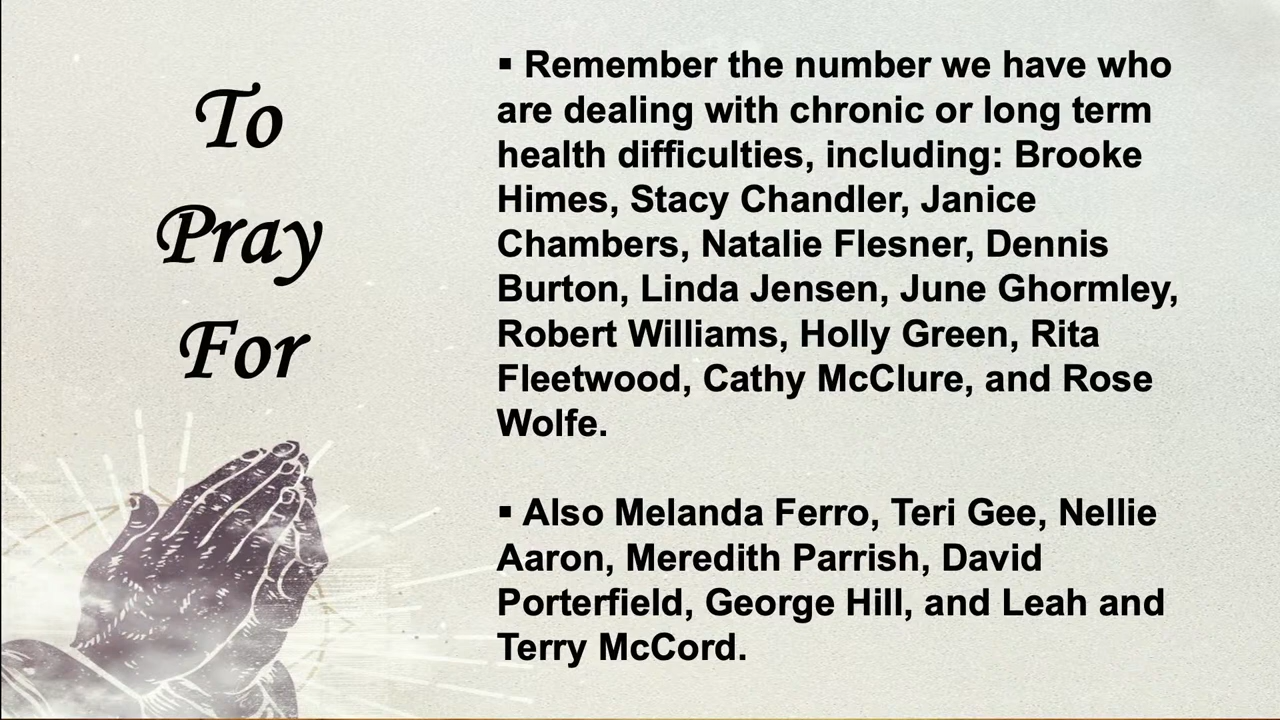 To
Pray
For
▪ Remember the number we have who
are dealing with chronic or long term
health difficulties, including: Brooke
Himes, Stacy Chandler, Janice
Chambers, Natalie Flesner, Dennis
Burton, Linda Jensen, June Ghormley,
Robert Williams, Holly Green, Rita
Fleetwood, Cathy McClure, and Rose
Wolfe.
▪ Also Melanda Ferro, Teri Gee, Nellie
Aaron, Meredith Parrish, David
Porterfield, George Hill, and Leah and
Terry McCord.